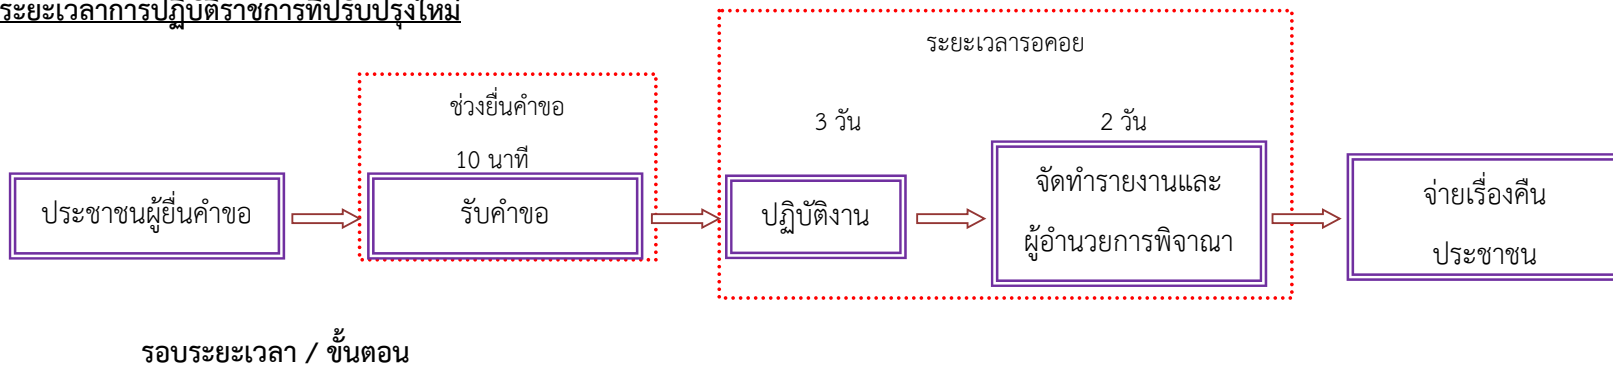 ระยะเวลาการปฏิบัติราชการที่ปรับปรุงใหม่
ระยะเวลารอคอย
ช่วงยื่นคำขอ
3 วัน
2 วัน
10 นาที
ประชาชนผู้ยื่นคำขอ
รับคำขอ
ปฏิบัติงาน
จัดทำรายงานและ
ผู้อำนวยการพิจาณา
จ่ายเรื่องคืน
ประชาชน
รอบระยะเวลา / ขั้นตอน